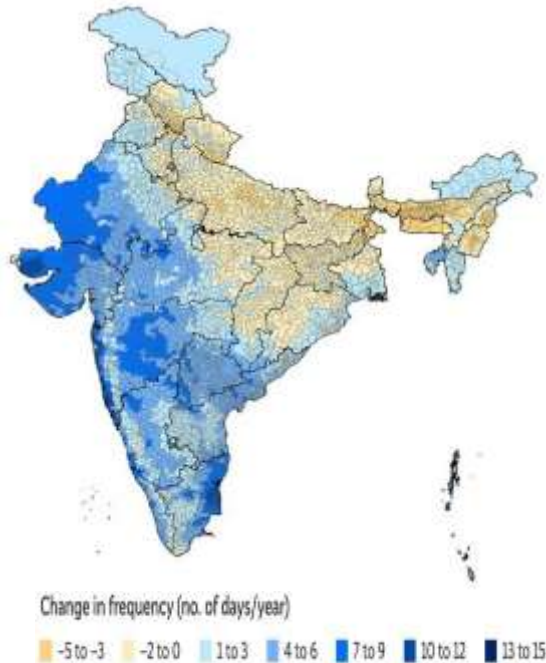 Change in frequency (no. of days/year)
−5 to −3 −2 to 0 1 to 3 4 to 6 7 to 9 10 to 12 13 to 15